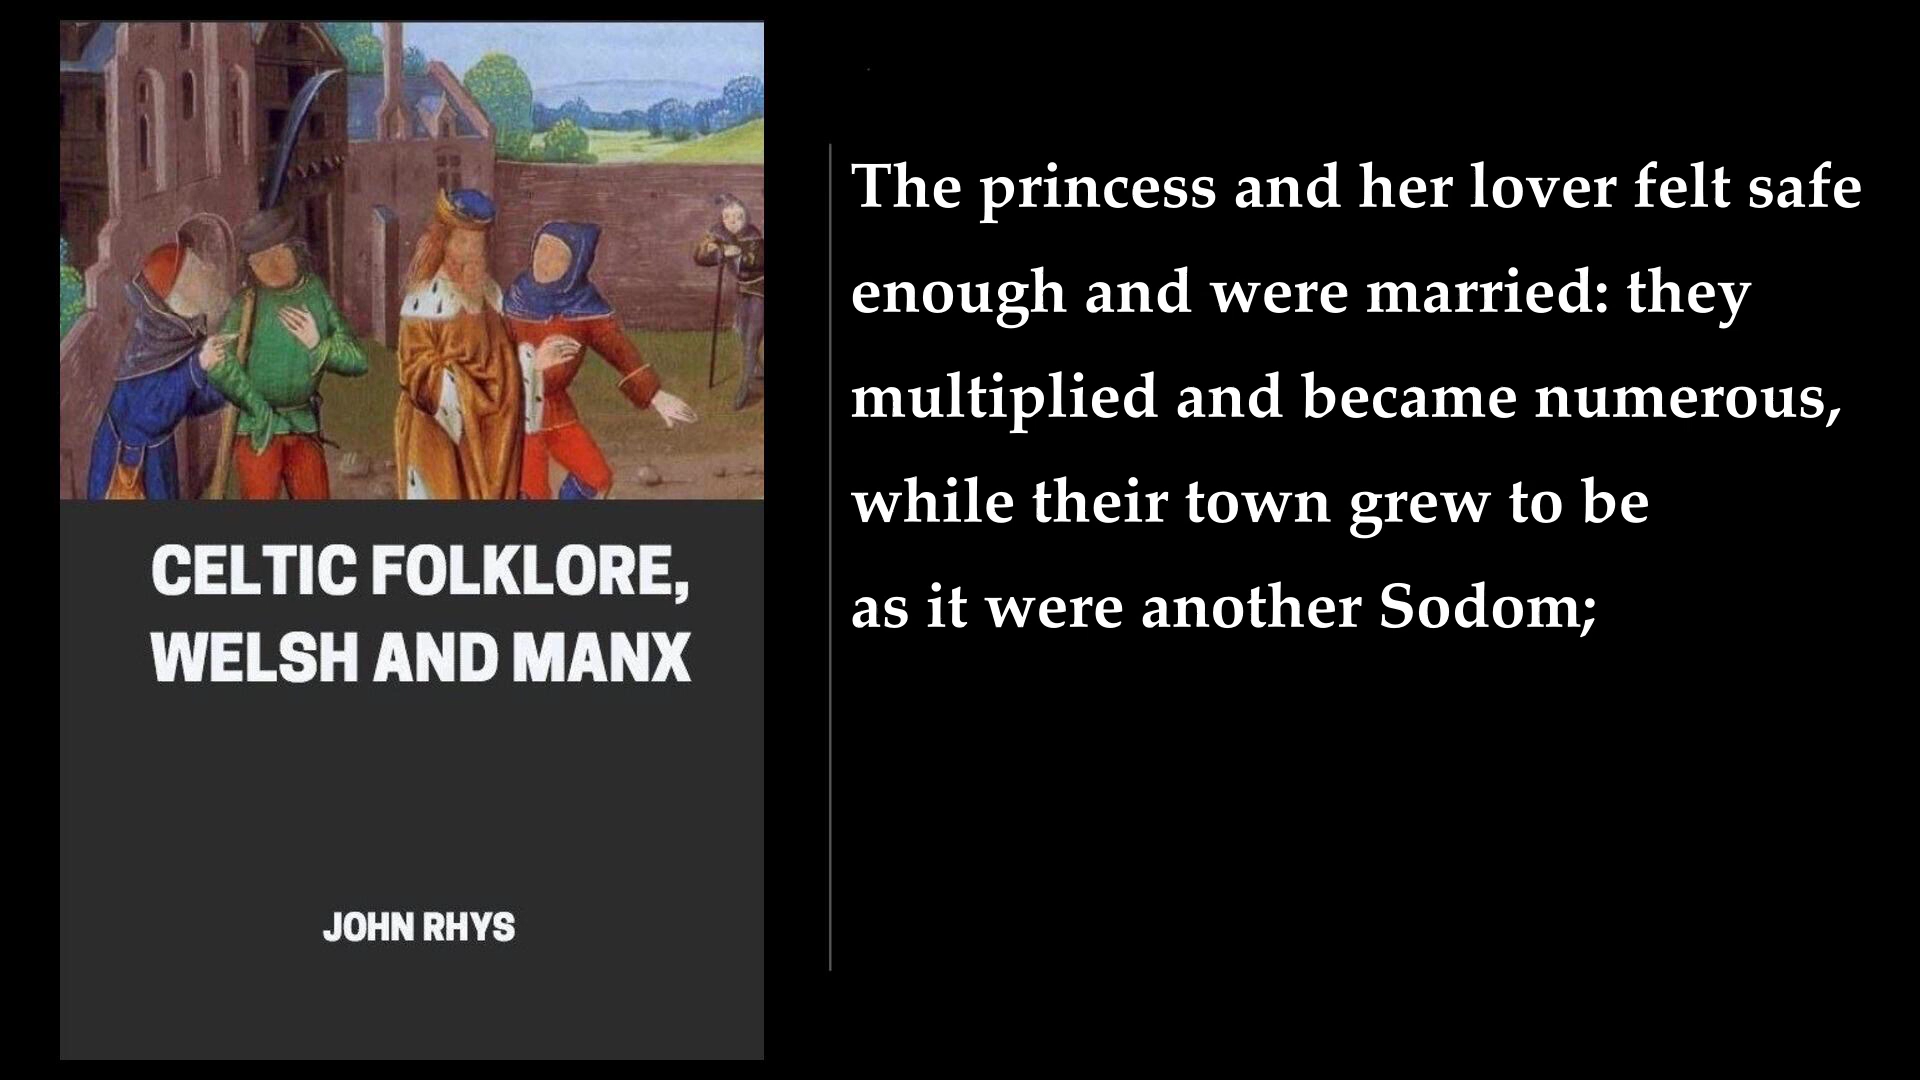 CELTIC FOLKLORE,
WELSH AND MANX
JOHN RHYS
The princess and her lover felt safe
enough and were married: they
multiplied and became numerous,
while their town grew to be
as it were another Sodom;